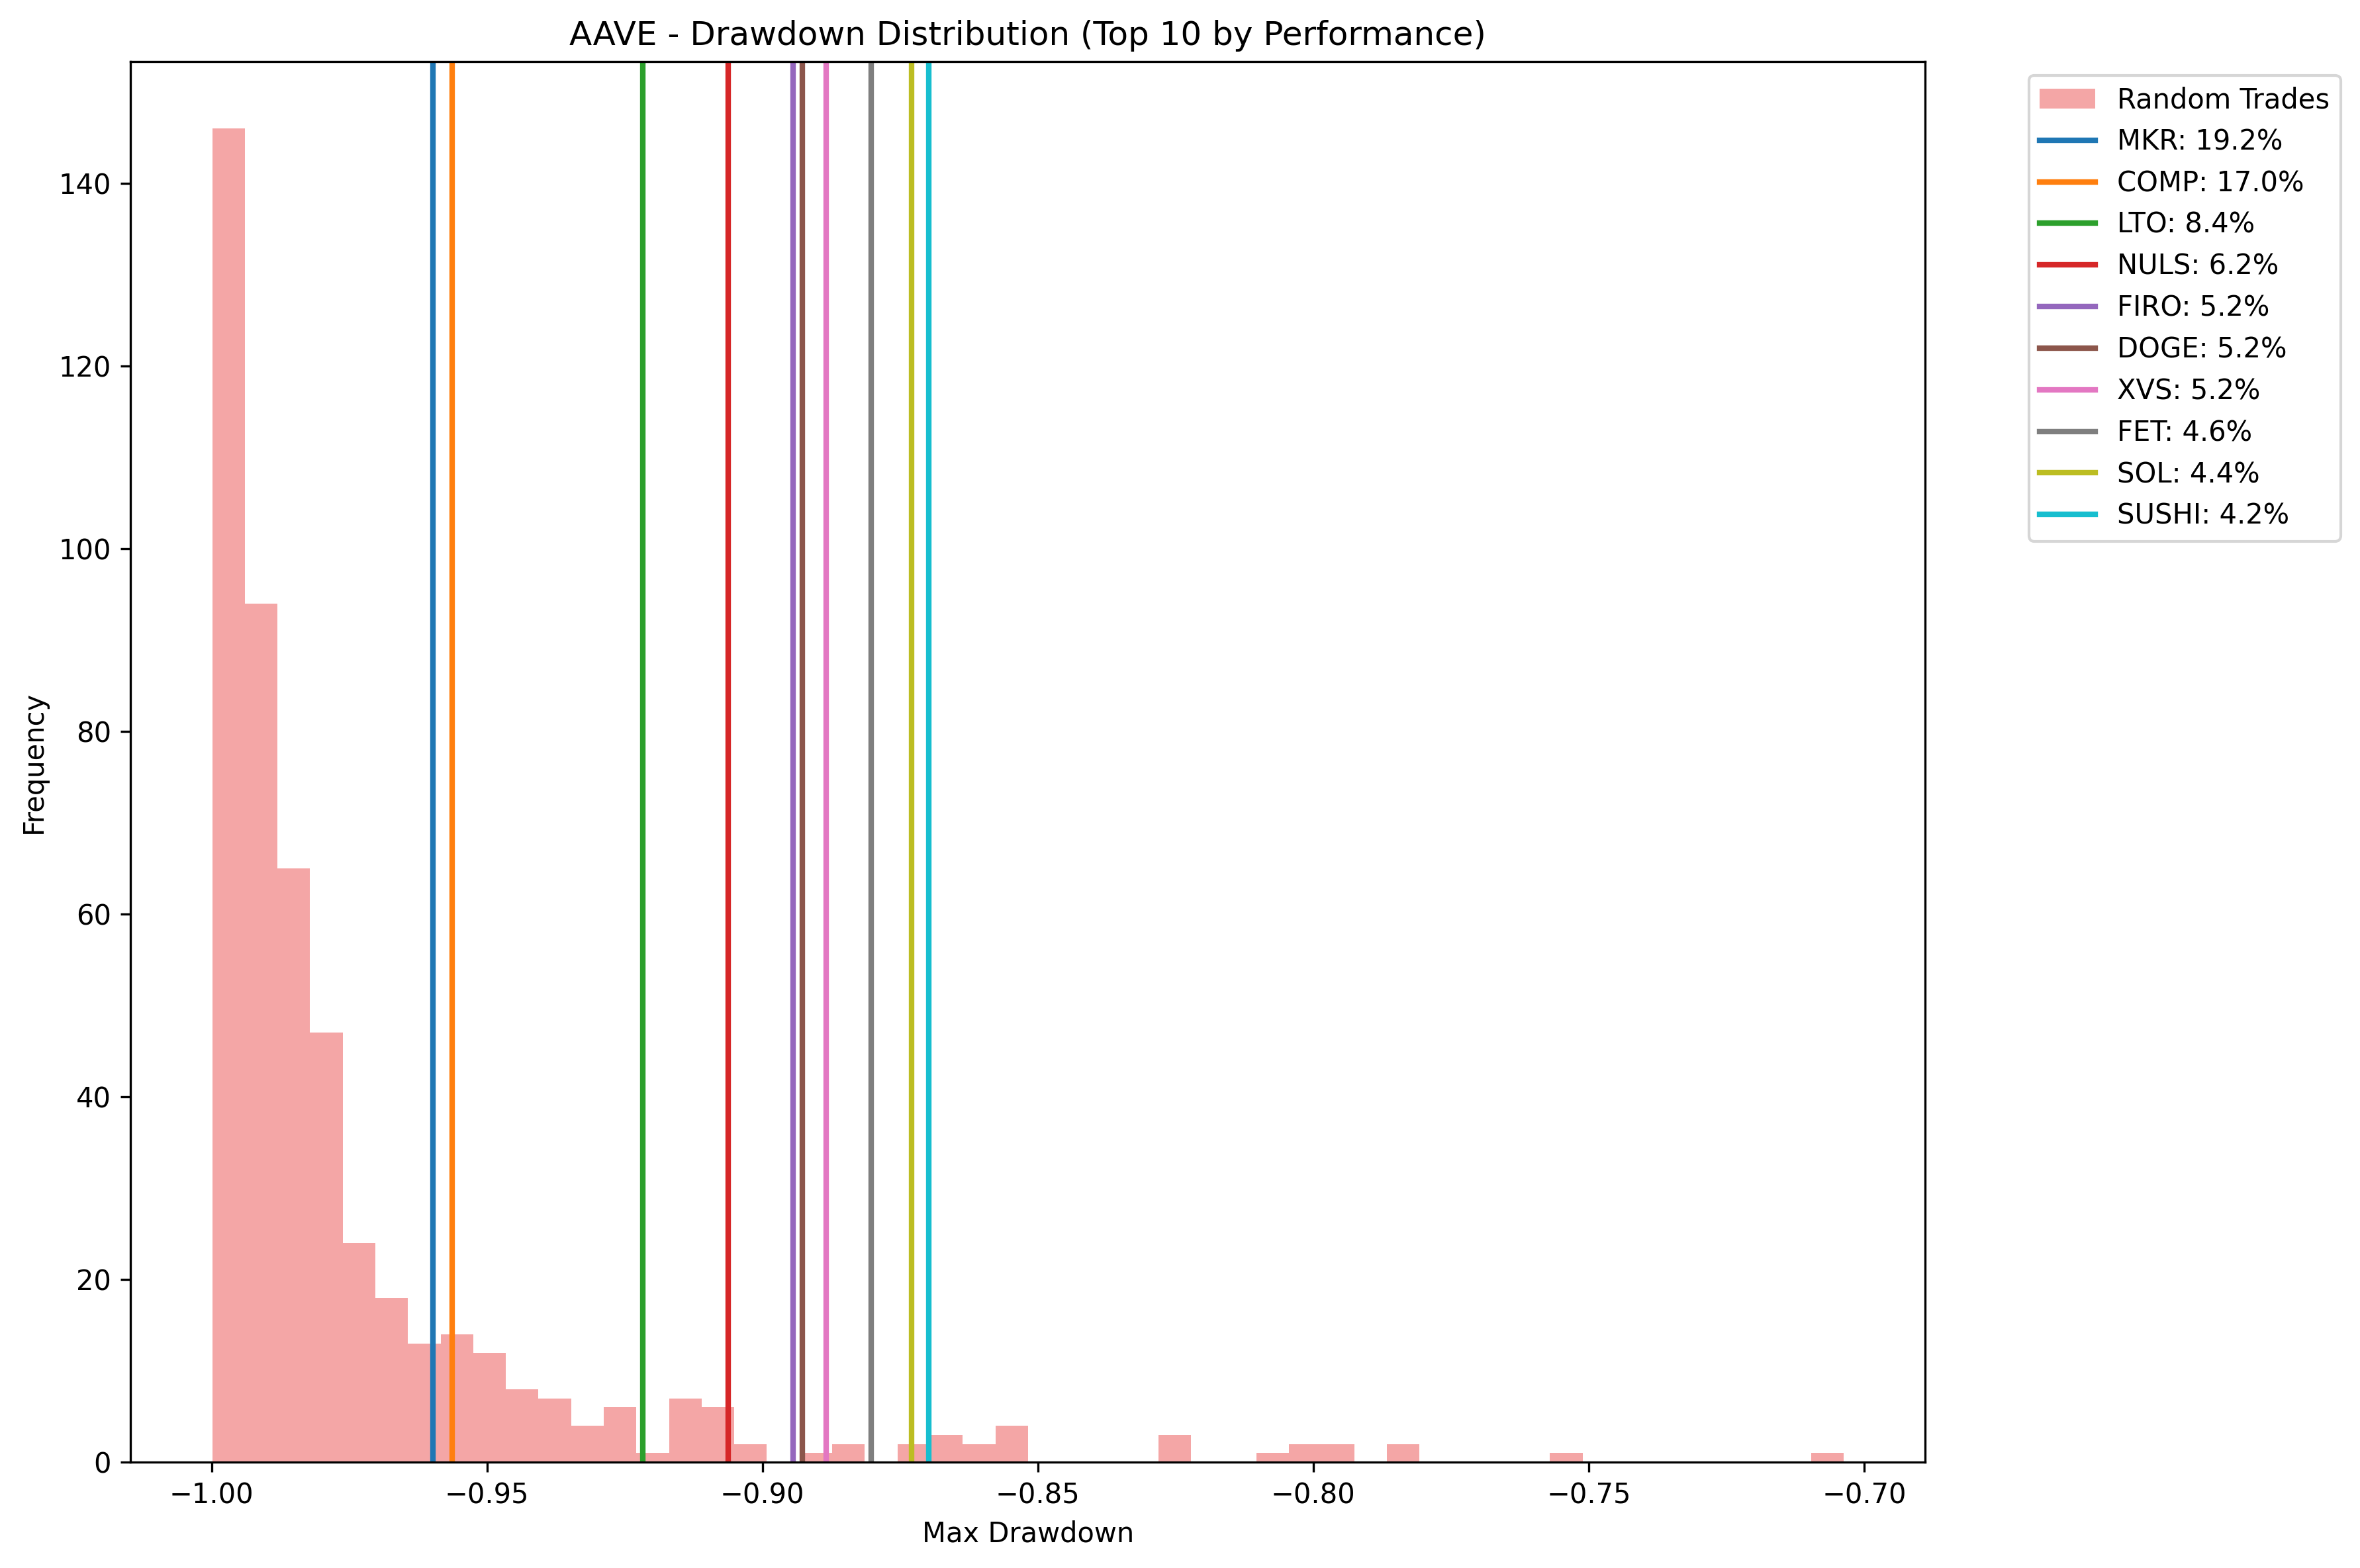 AAVE - Drawdown Distribution (Top 10 by Performance)
Frequency
140
120
100
80
60
40
20
0
−1.00
−0.95
−0.90
−0.85
−0.80
−0.75
−0.70
Max Drawdown
Random Trades
MKR: 19.2%
COMP: 17.0%
LTO: 8.4%
NULS: 6.2%
FIRO: 5.2%
DOGE: 5.2%
XVS: 5.2%
FET: 4.6%
SOL: 4.4%
SUSHI: 4.2%